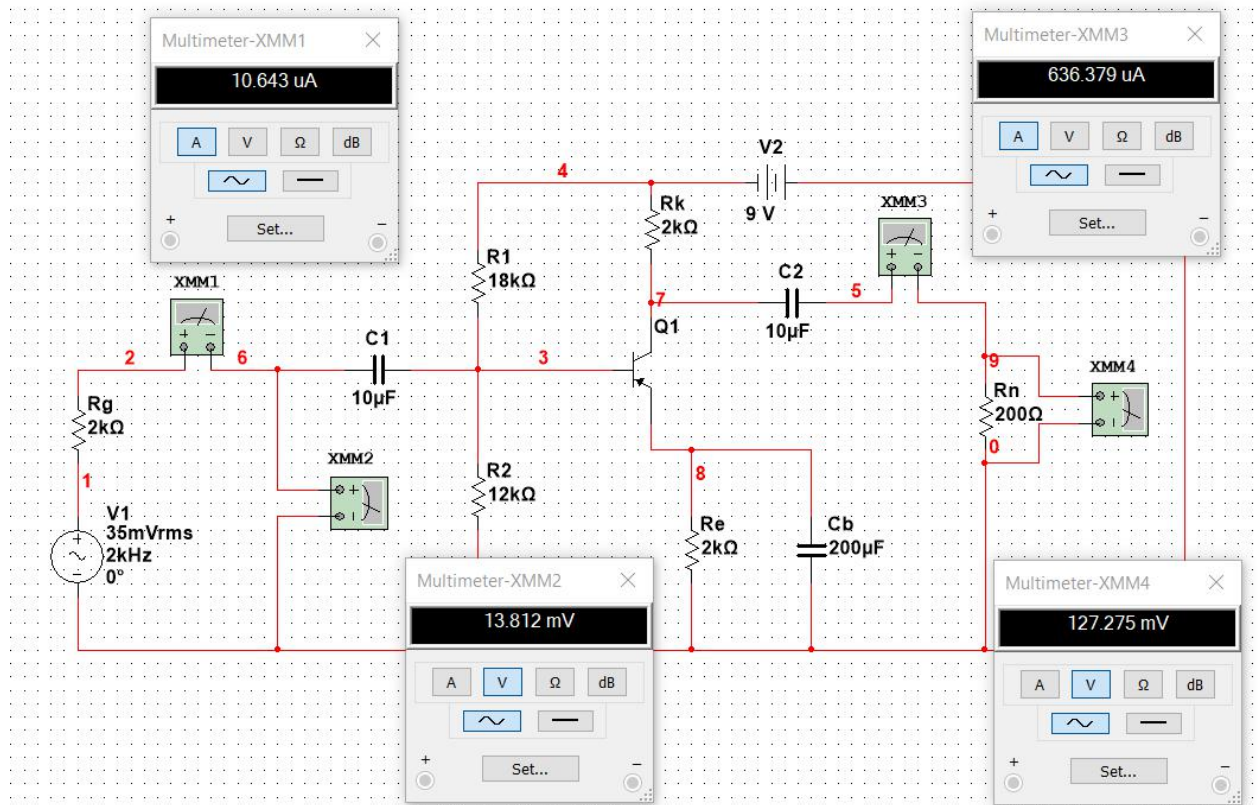 Multimeter-XMM1
10.643 uA
A
V
Ω
dB
+
Set...
−
Multimeter-XMM3
636.379 uA
A
V
Ω
dB
+
Set...
−
4
V2
9 V
Rk
2kΩ
XMM3
R1
18kΩ
XMM1
+ −
7
C2
10µF
5
+ −
Q1
2
6
C1
10µF
3
9
XMM4
Rg
2kΩ
Rn
200Ω
+
0
XMM2
R2
12kΩ
8
1
+
V1
35mVrms
2kHz
0°
Re
2kΩ
Cb
200µF
Multimeter-XMM2
13.812 mV
A
V
Ω
dB
+
Set...
−
Multimeter-XMM4
127.275 mV
A
V
Ω
dB
+
Set...
−